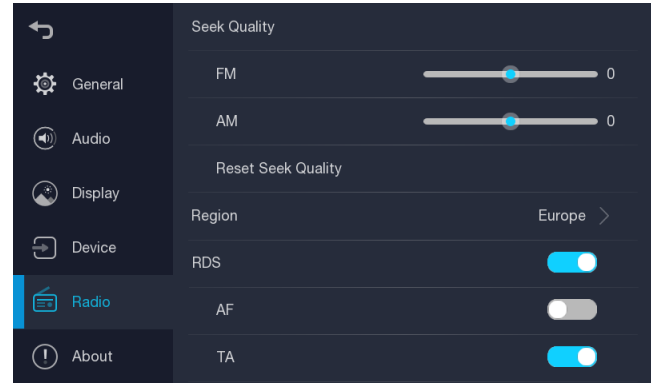 Seek Quality
FM 0
General
AM 0
Audio
Reset Seek Quality
Display
Region Europe
Device
RDS
Radio
AF
About
TA